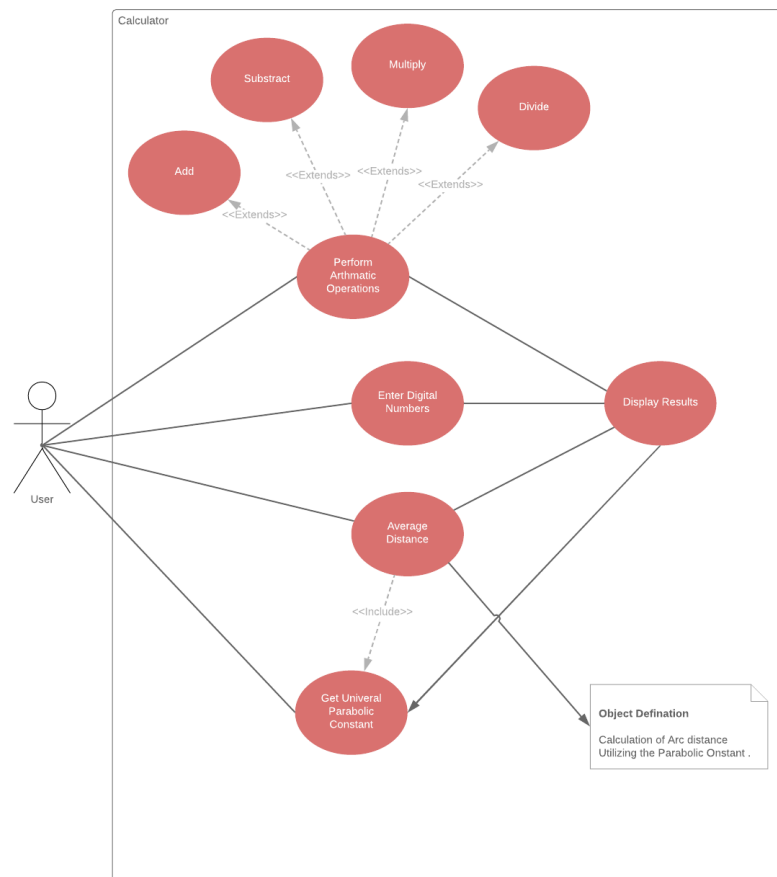 Calculator
Multiply
Substract
Divide
<<Extends>>
<<Extends>>
Add
<<Extends>>
<<Extends>>
Perform
Arthmatic
Operations
Enter Digital
Numbers
Display Results
User
Average
Distance
<<Include>>
Get Univeral
Parabolic
Constant
Object Defination
Calculation of Arc distance
Utilizing the Parabolic Onstant .